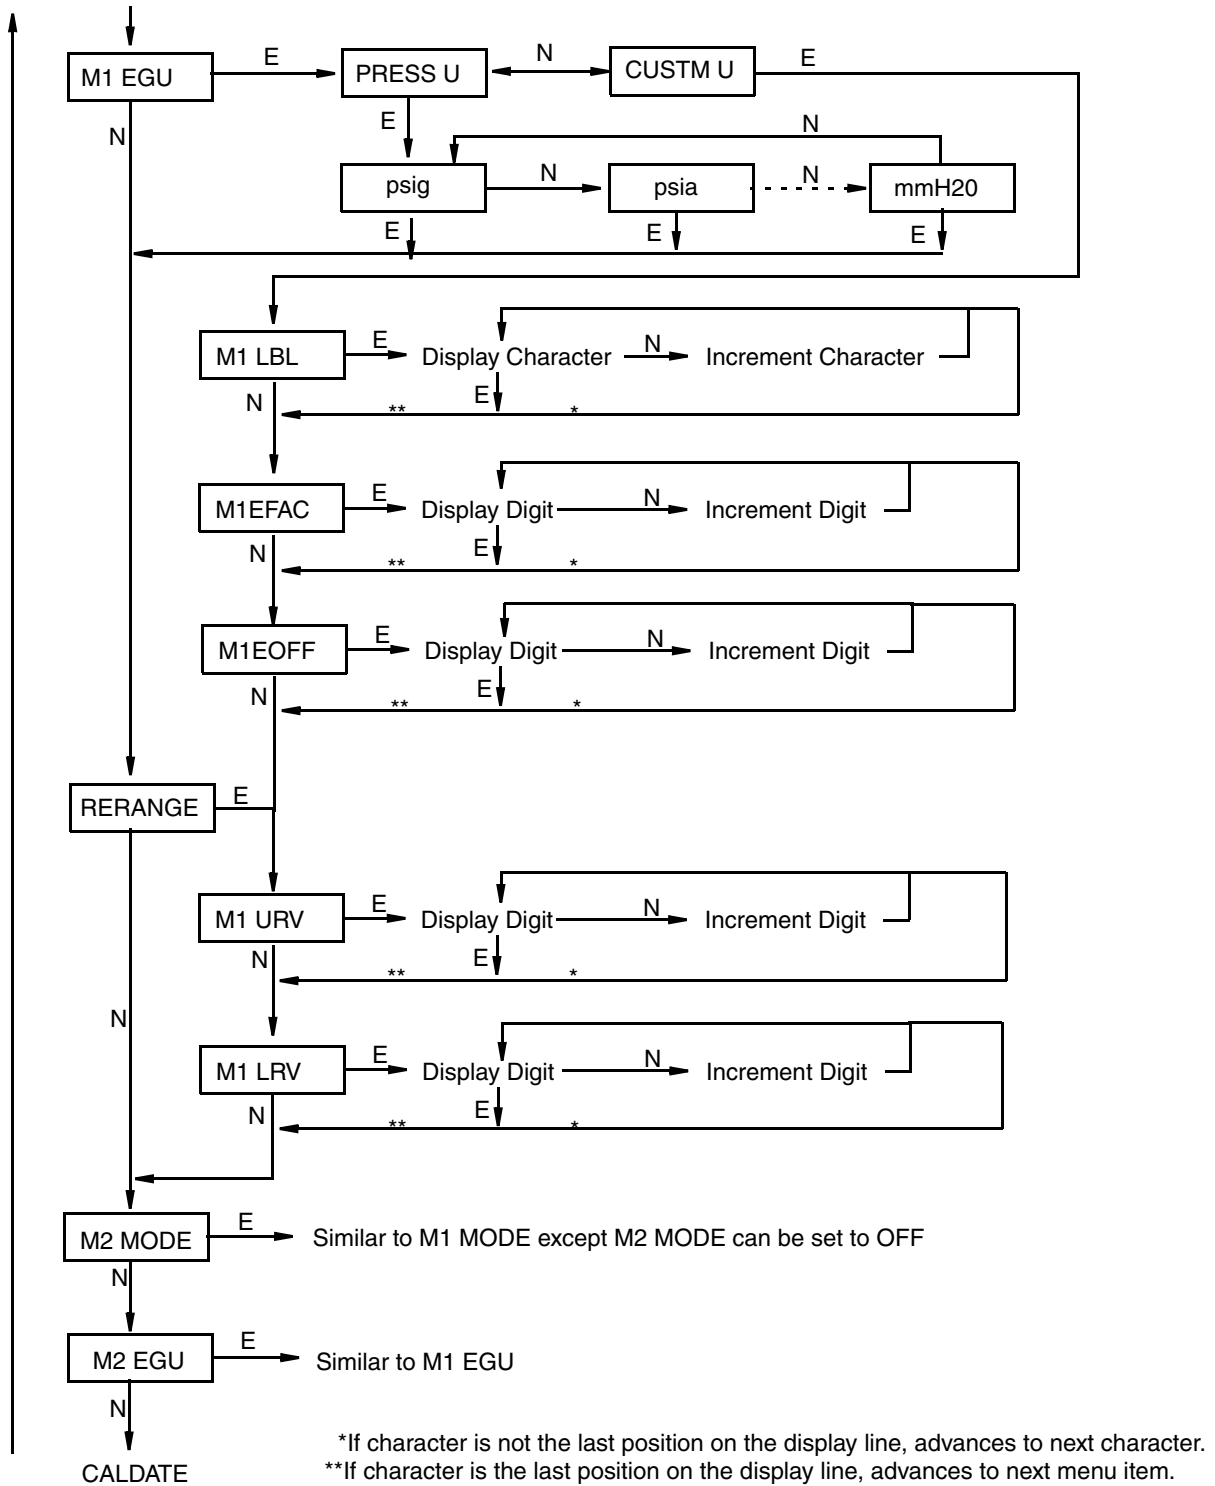 M1 EGU E PRESS U N CUSTM U E
N E N
psig N psia N mmH20
E E E
M1 LBL E Display Character N Increment Character
N E ** *
M1EFAC E Display Digit N Increment Digit
N E ** *
M1EOFF E Display Digit N Increment Digit
N E ** *
RERANGE E
M1 URV E Display Digit N Increment Digit
N E ** *
N
M1 LRV E Display Digit N Increment Digit
N E ** *
M2 MODE E Similar to M1 MODE except M2 MODE can be set to OFF
N
M2 EGU E Similar to M1 EGU
N
CALDATE
*If character is not the last position on the display line, advances to next character.
**If character is the last position on the display line, advances to next menu item.